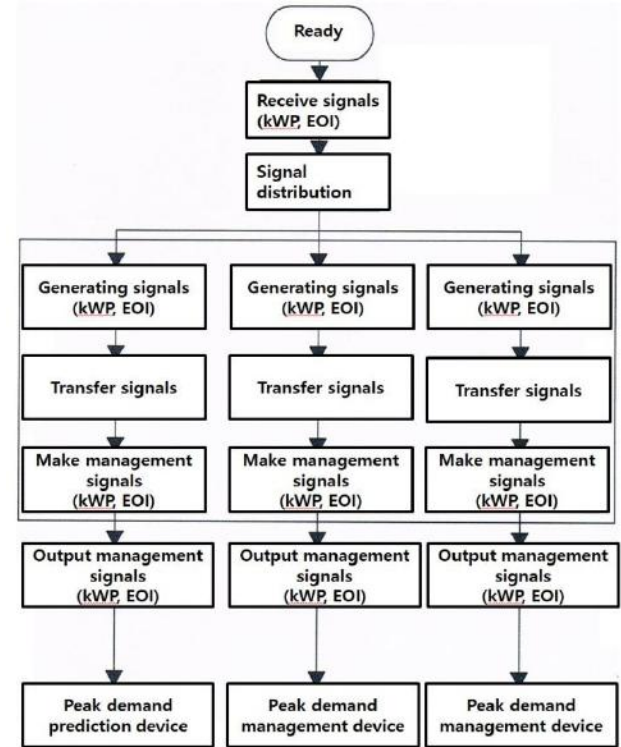 Ready
Receive signals
(kWP, EOI)
Signal
distribution
Generating signals
(kWP, EOI)
Generating signals
(kWP, EOI)
Generating signals
(kWP, EOI)
Transfer signals
Transfer signals
Transfer signals
Make management
signals
(kWP, EOI)
Make management
signals
(kWP, EOI)
Make management
signals
(kWP, EOI)
Output management
signals
(kWP, EOI)
Output management
signals
(kWP, EOI)
Output management
signals
(kWP, EOI)
Peak demand
prediction device
Peak demand
management device
Peak demand
management device